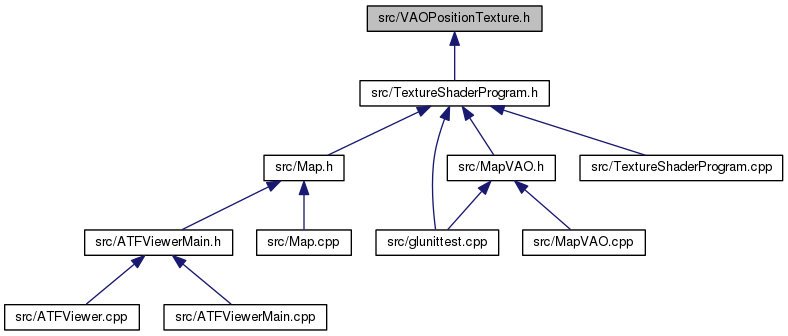 src/VAOPositionTexture.h
src/TextureShaderProgram.h
src/Map.h
src/MapVAO.h
src/TextureShaderProgram.cpp
src/ATFViewerMain.h
src/Map.cpp
src/glunittest.cpp
src/MapVAO.cpp
src/ATFViewer.cpp
src/ATFViewerMain.cpp